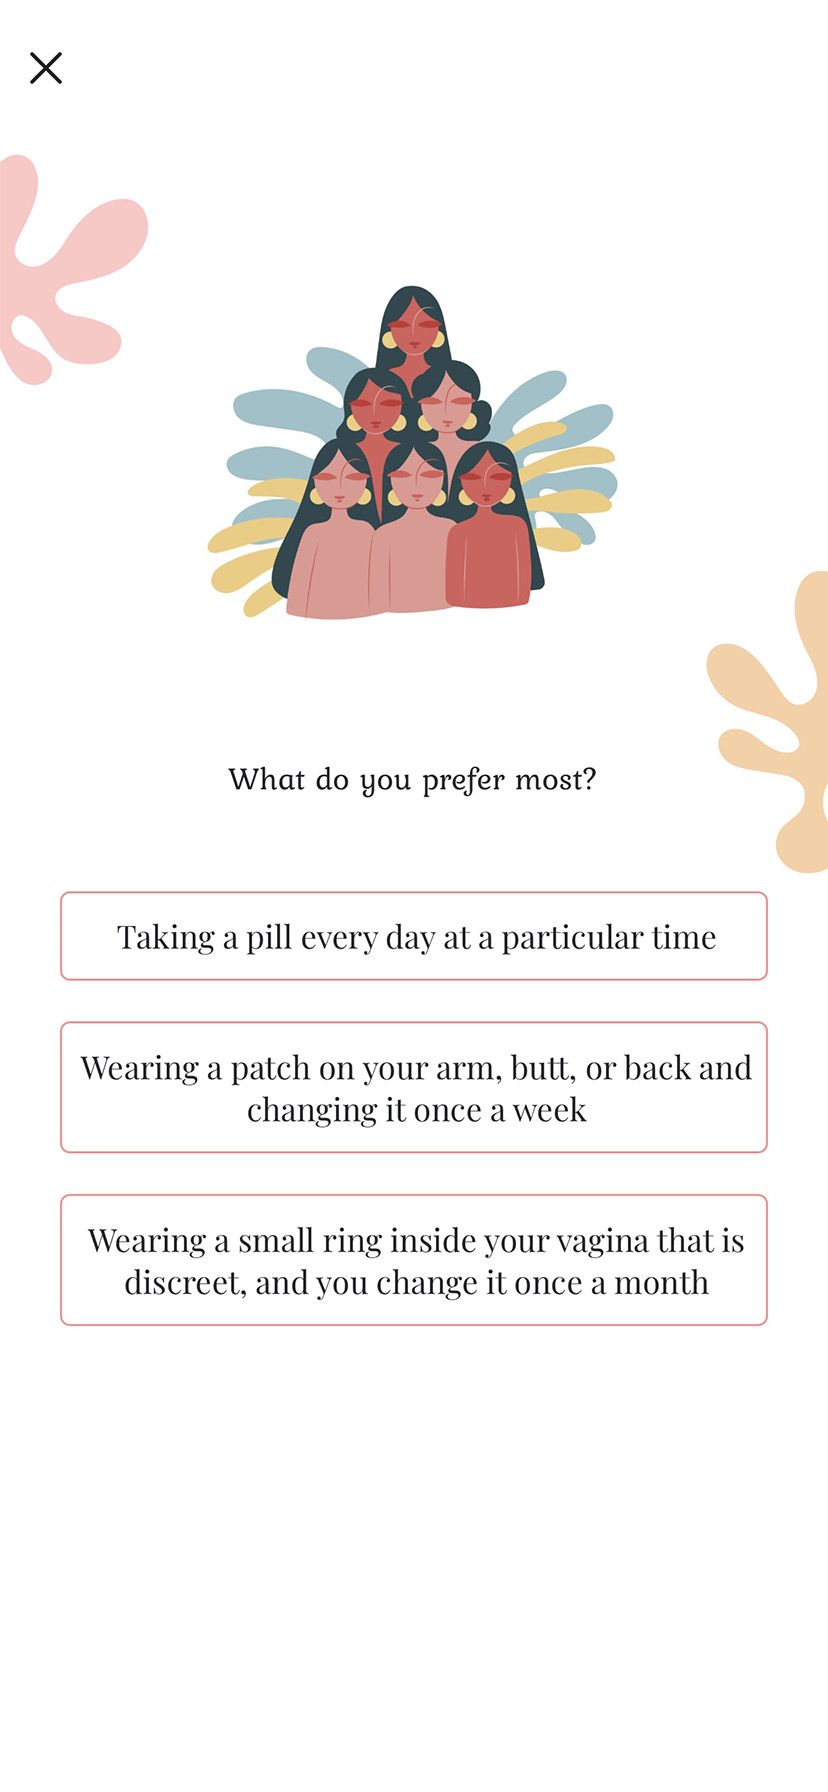 What do you prefer most?
Taking a pill every day at a particular time
Wearing a patch on your arm, butt, or back and
changing it once a week
Wearing a small ring inside your vagina that is
discreet, and you change it once a month